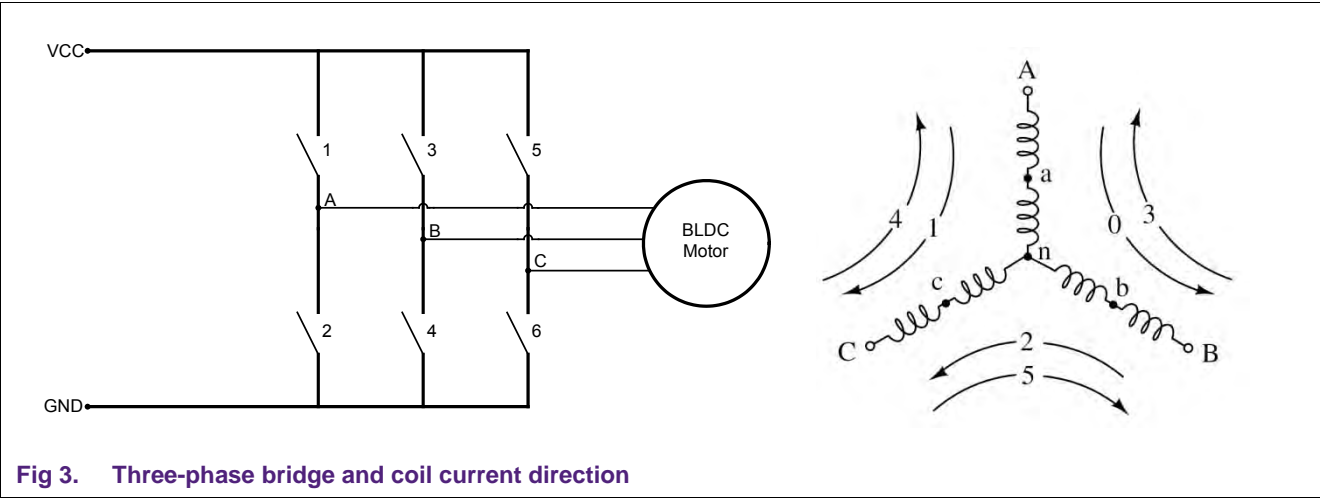 VCC
1
3
5
A
B
C
BLDC
Motor
2
4
6
GND
A
a
4
1
0
3
n
c
b
C
B
2
5
Fig 3. Three-phase bridge and coil current direction